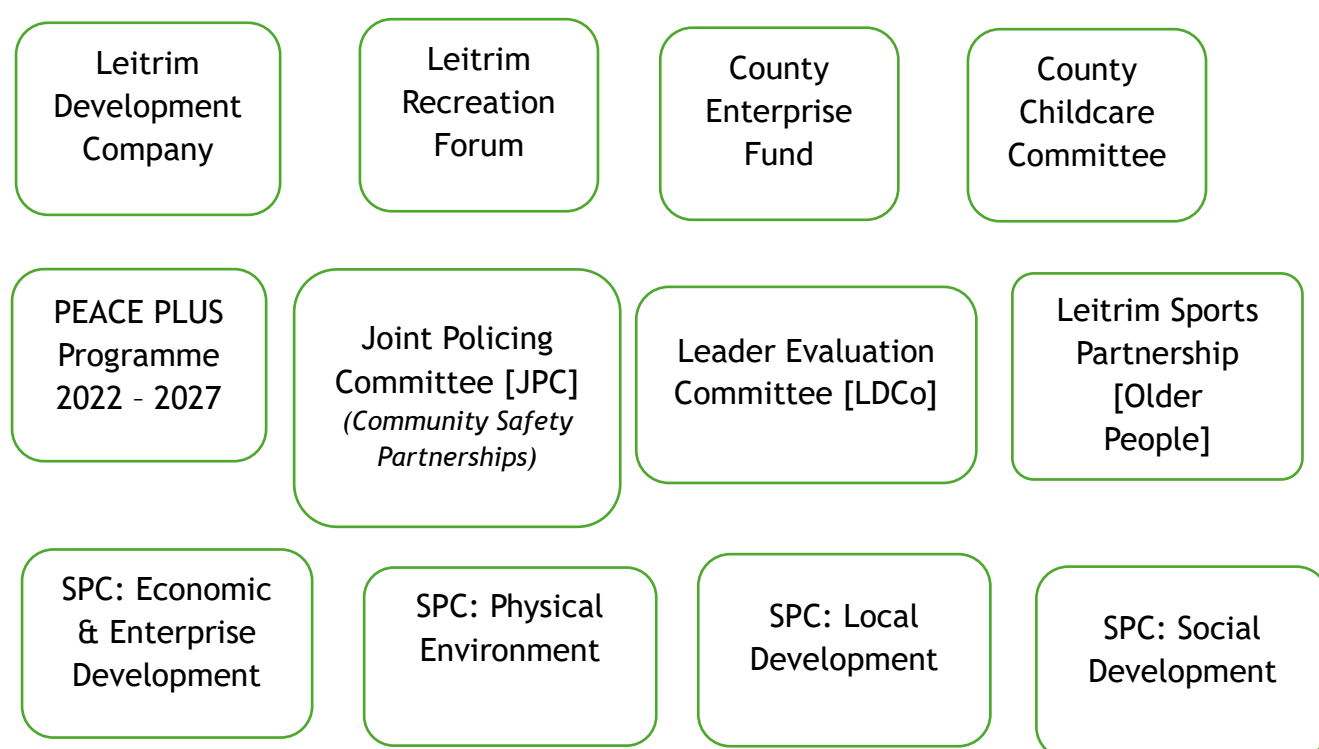 Leitrim
Development
Company
Leitrim
Recreation
Forum
County
Enterprise
Fund
County
Childcare
Committee
PEACE PLUS
Programme
2022 – 2027
Joint Policing
Committee [JPC]
(Community Safety
Partnerships)
Leader Evaluation
Committee [LDCo]
Leitrim Sports
Partnership
[Older
People]
SPC: Economic
& Enterprise
Development
SPC: Physical
Environment
SPC: Local
Development
SPC: Social
Development